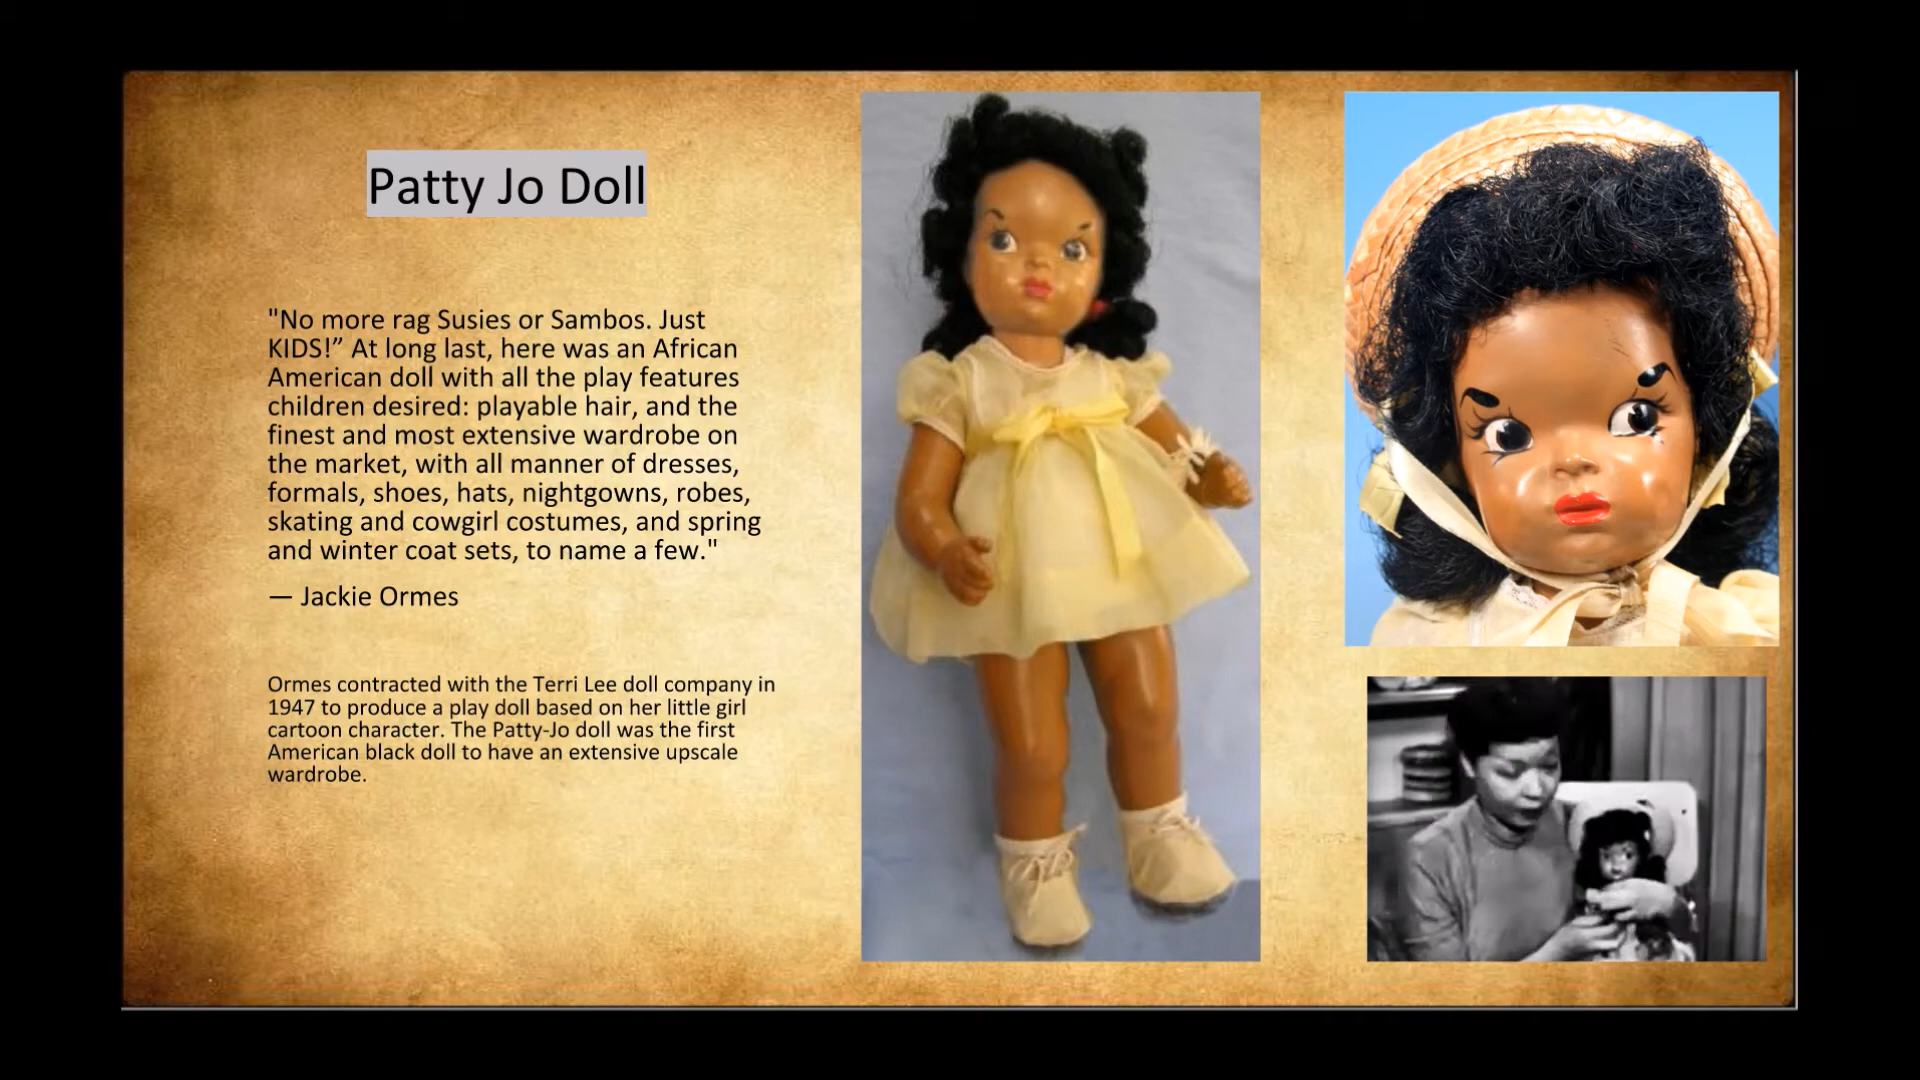 Patty Jo Doll
"No more rag Susies or Sambos. Just
KIDS!” At long last, here was an African
American doll with all the play features
children desired: playable hair, and the
finest and most extensive wardrobe on
the market, with all manner of dresses,
formals, shoes, hats, nightgowns, robes,
skating and cowgirl costumes, and spring
and winter coat sets, to name a few."
— Jackie Ormes
Ormes contracted with the Terri Lee doll company in
1947 to produce a play doll based on her little girl
cartoon character. The Patty-Jo doll was the first
American black doll to have an extensive upscale
wardrobe.